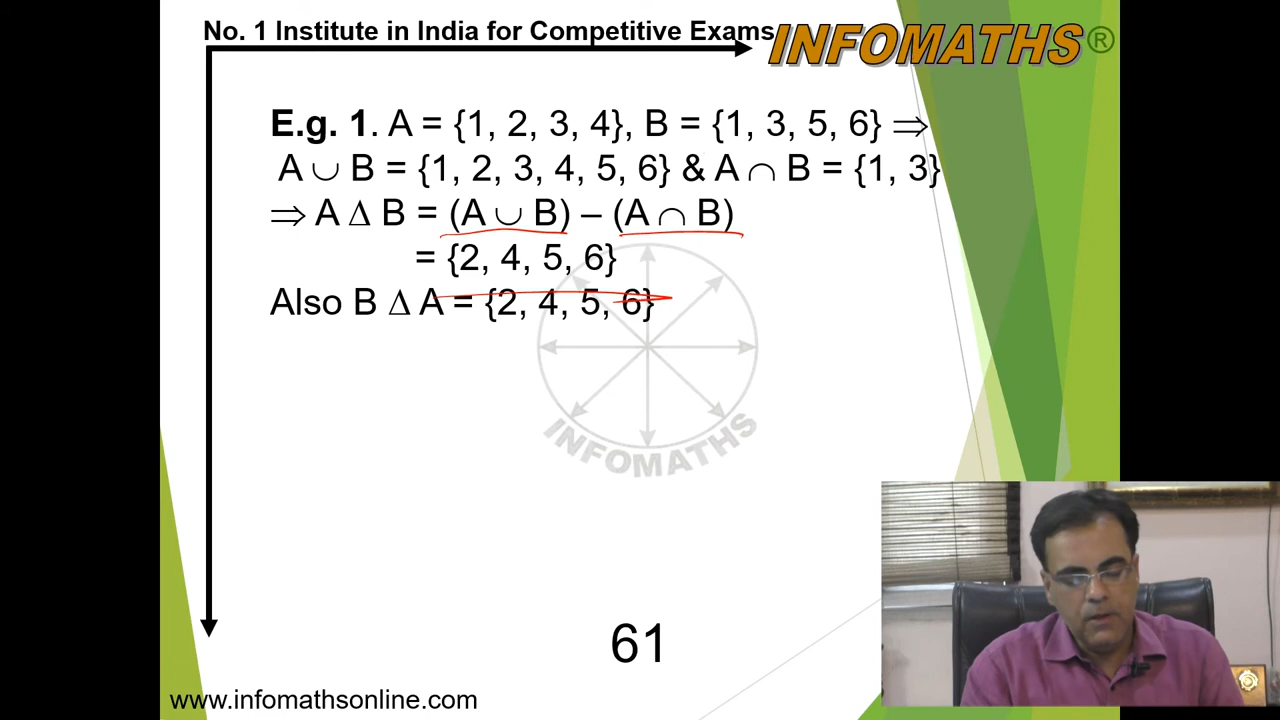 No. 1 Institute in India for Competitive Exams
INFOMATHS®
E.g. 1. A = {1, 2, 3, 4}, B = {1, 3, 5, 6} ⇒
A ∪ B = {1, 2, 3, 4, 5, 6} & A ∩ B = {1, 3}
⇒ A Δ B = (A ∪ B) – (A ∩ B)
= {2, 4, 5, 6}
Also B Δ A = {2, 4, 5, 6}
INFOMATHS
61
www.infomathsonline.com